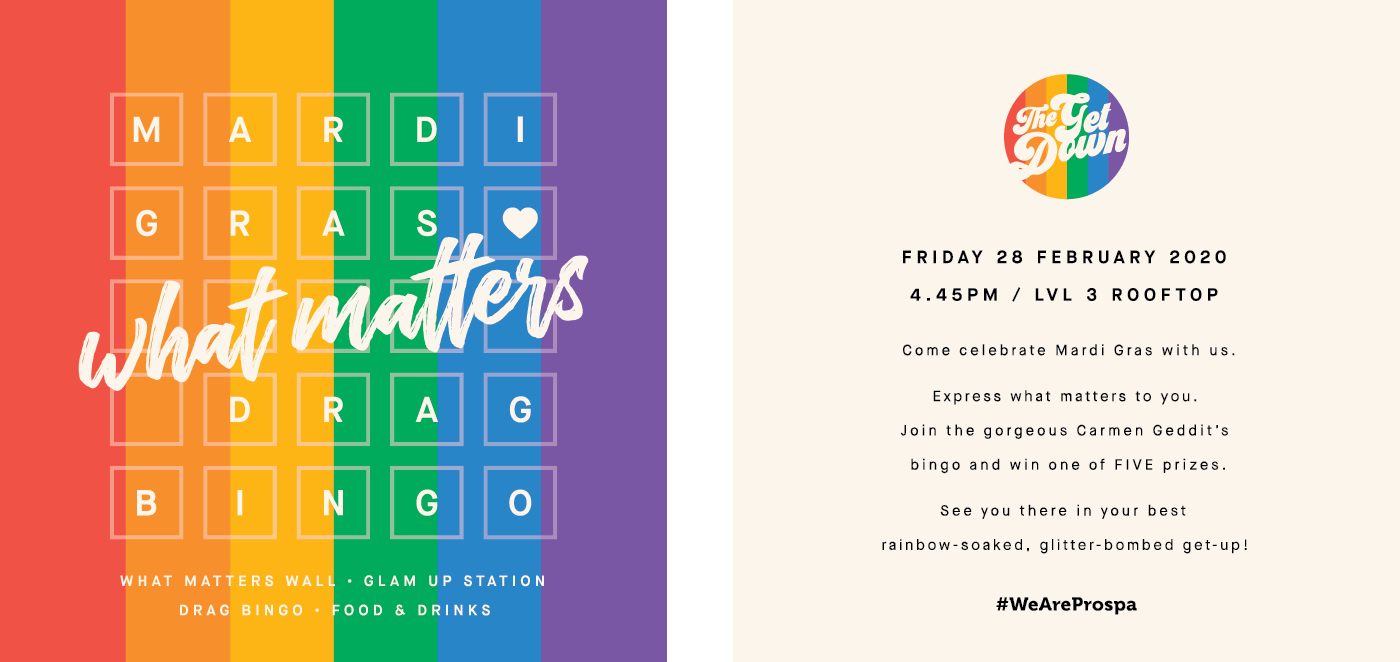 M A R D I
G R A S
what matters
D R A G
B I N G O
WHAT MATTERS WALL • GLAM UP STATION
DRAG BINGO • FOOD & DRINKS
The Get
Down
FRIDAY 28 FEBRUARY 2020
4.45PM / LVL 3 ROOFTOP
Come celebrate Mardi Gras with us.
Express what matters to you.
Join the gorgeous Carmen Geddit's
bingo and win one of FIVE prizes.
See you there in your best
rainbow-soaked, glitter-bombed get-up!
#WeAreProspa